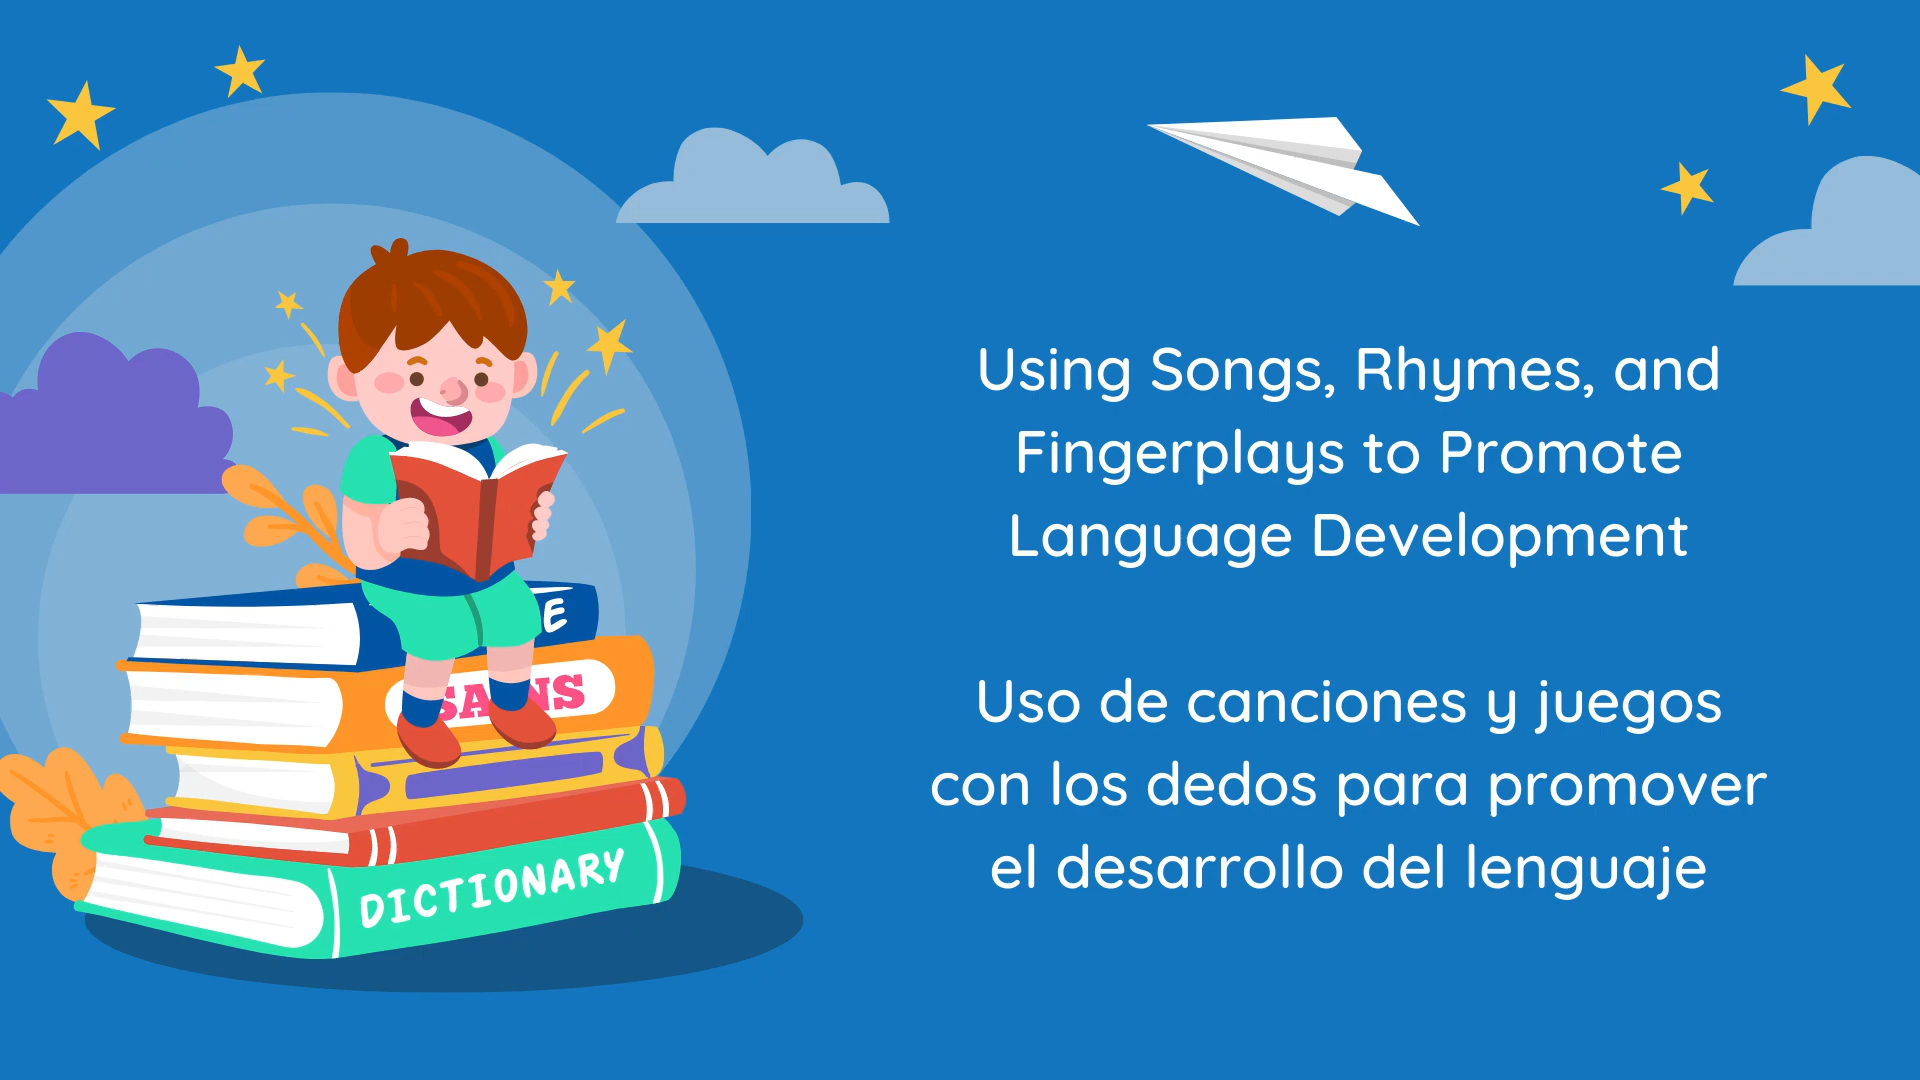 Using Songs, Rhymes, and
Fingerplays to Promote
Language Development
Uso de canciones y juegos
con los dedos para promover
el desarrollo del lenguaje
DICTIONARY